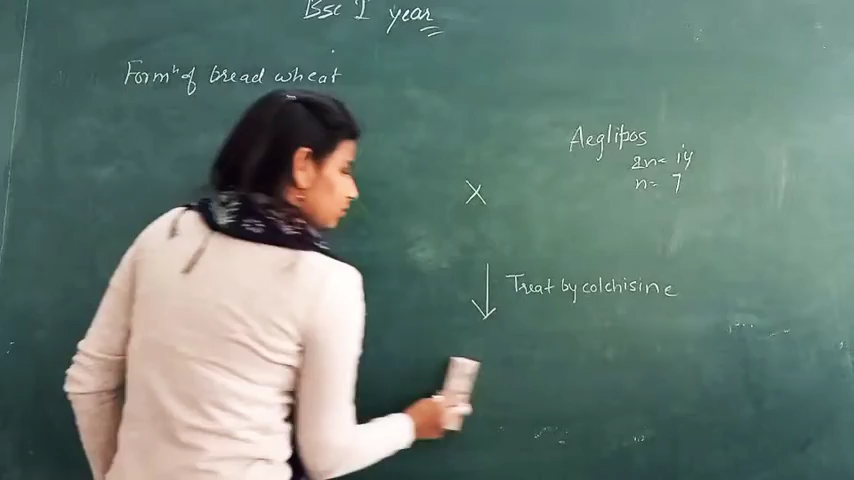 Bsc I year
Formⁿ of bread wheat
Aeglipos
2n= 14
n= 7
X
Treat by colchisine